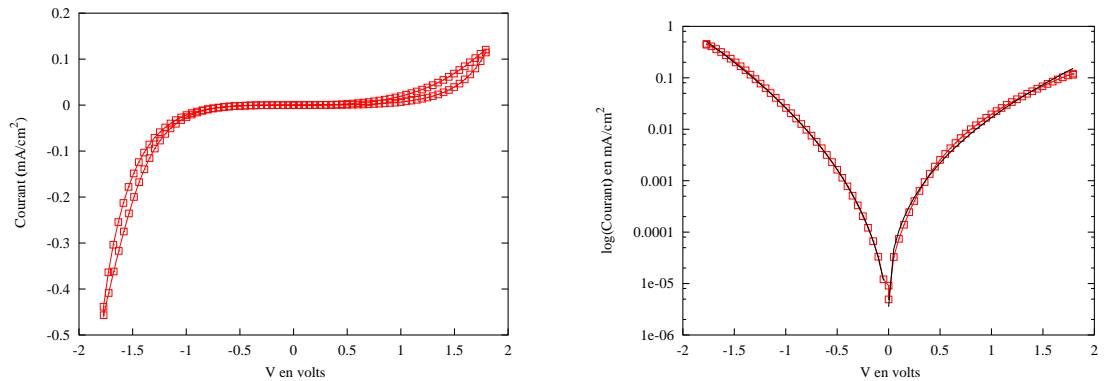 0.2
0.1
0
-0.1
-0.2
-0.3
-0.4
-0.5
Courant (mA/cm²)
-2 -1.5 -1 -0.5 0 0.5 1 1.5 2
V en volts
1
0.1
0.01
0.001
0.0001
1e-05
1e-06
log(Courant) en mA/cm²
-2 -1.5 -1 -0.5 0 0.5 1 1.5 2
V en volts